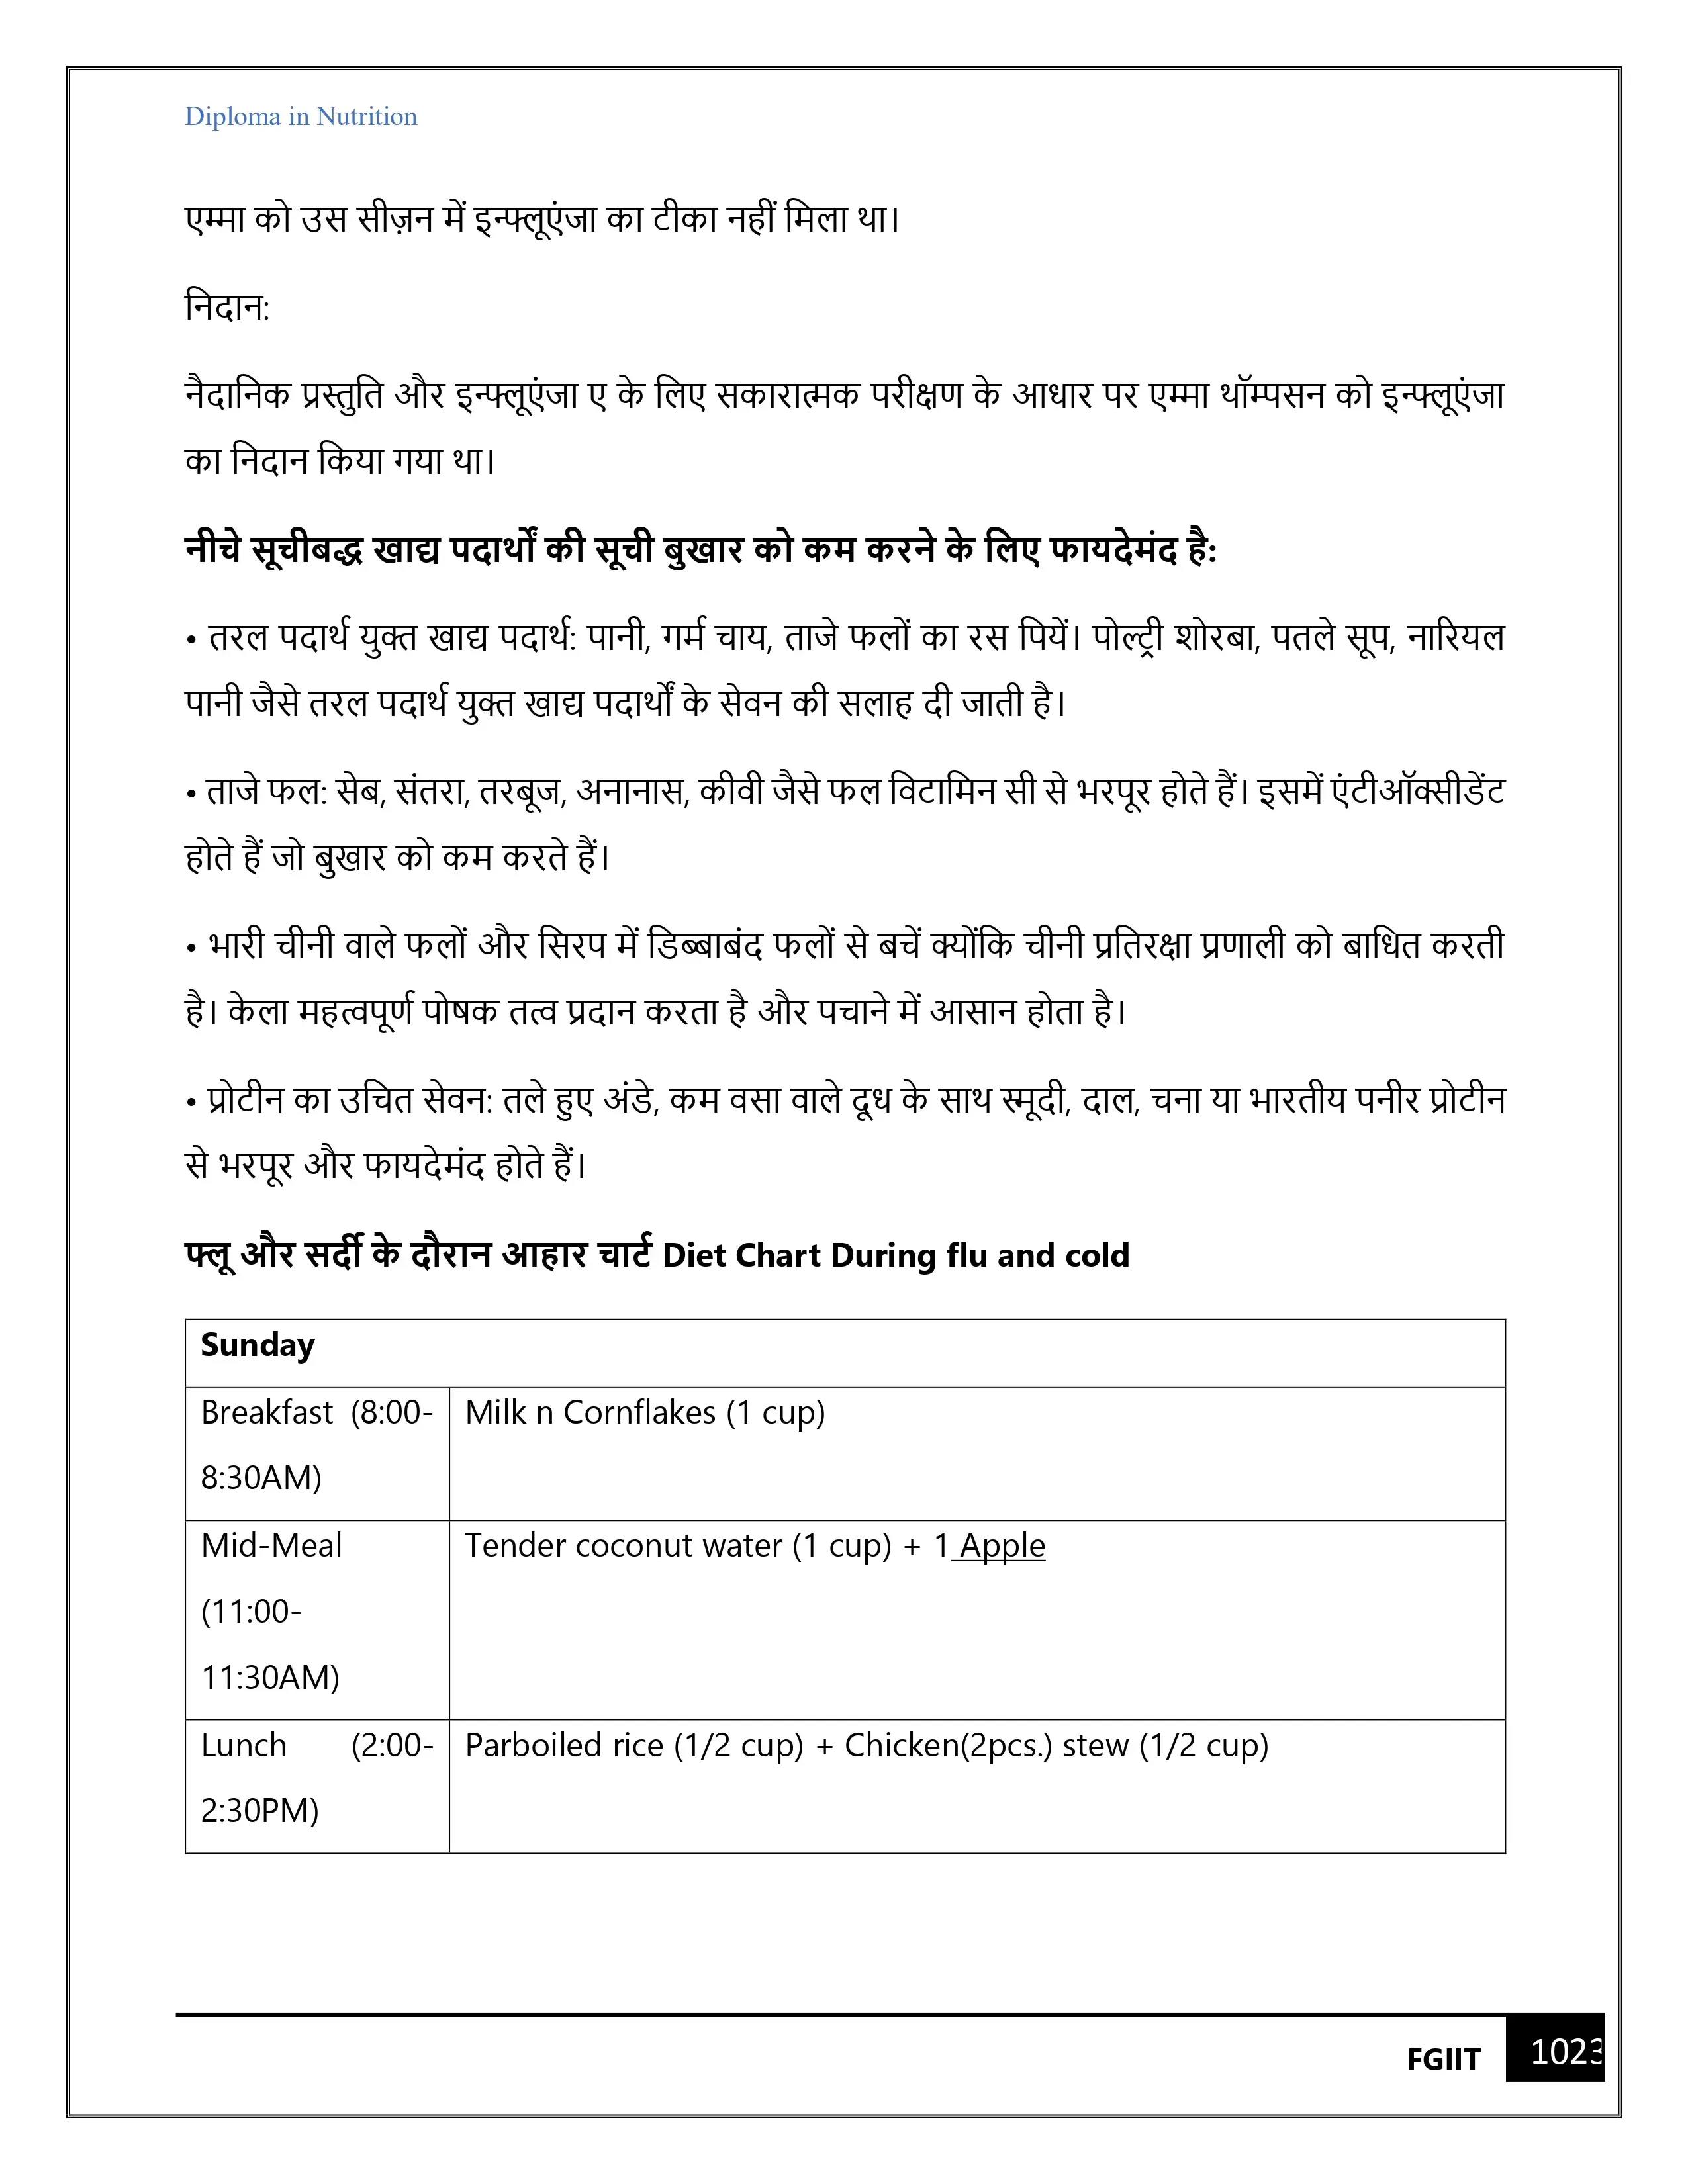 Diploma in Nutrition
एम्मा को उस सीज़न में इन्फ्लूएंजा का टीका नहीं मिला था।
निदान:
नैदानिक प्रस्तुति और इन्फ्लूएंजा ए के लिए सकारात्मक परीक्षण के आधार पर एम्मा थॉम्पसन को इन्फ्लूएंजा
का निदान किया गया था।
नीचे सूचीबद्ध खाद्य पदार्थों की सूची बुखार को कम करने के लिए फायदेमंद है:
• तरल पदार्थ युक्त खाद्य पदार्थ: पानी, गर्म चाय, ताजे फलों का रस पियें। पोल्ट्री शोरबा, पतले सूप, नारियल
पानी जैसे तरल पदार्थ युक्त खाद्य पदार्थों के सेवन की सलाह दी जाती है।
• ताजे फल: सेब, संतरा, तरबूज, अनानास, कीवी जैसे फल विटामिन सी से भरपूर होते हैं। इसमें एंटीऑक्सीडेंट
होते हैं जो बुखार को कम करते हैं।
• भारी चीनी वाले फलों और सिरप में डिब्बाबंद फलों से बचें क्योंकि चीनी प्रतिरक्षा प्रणाली को बाधित करती
है। केला महत्वपूर्ण पोषक तत्व प्रदान करता है और पचाने में आसान होता है।
• प्रोटीन का उचित सेवन: तले हुए अंडे, कम वसा वाले दूध के साथ स्मूदी, दाल, चना या भारतीय पनीर प्रोटीन
से भरपूर और फायदेमंद होते हैं।
फ्लू और सर्दी के दौरान आहार चार्ट Diet Chart During flu and cold
Sunday
Breakfast (8:00-
8:30AM)
Milk n Cornflakes (1 cup)
Mid-Meal
(11:00-
11:30AM)
Tender coconut water (1 cup) + 1 Apple
Lunch (2:00-
2:30PM)
Parboiled rice (1/2 cup) + Chicken(2pcs.) stew (1/2 cup)
FGIIT
1023